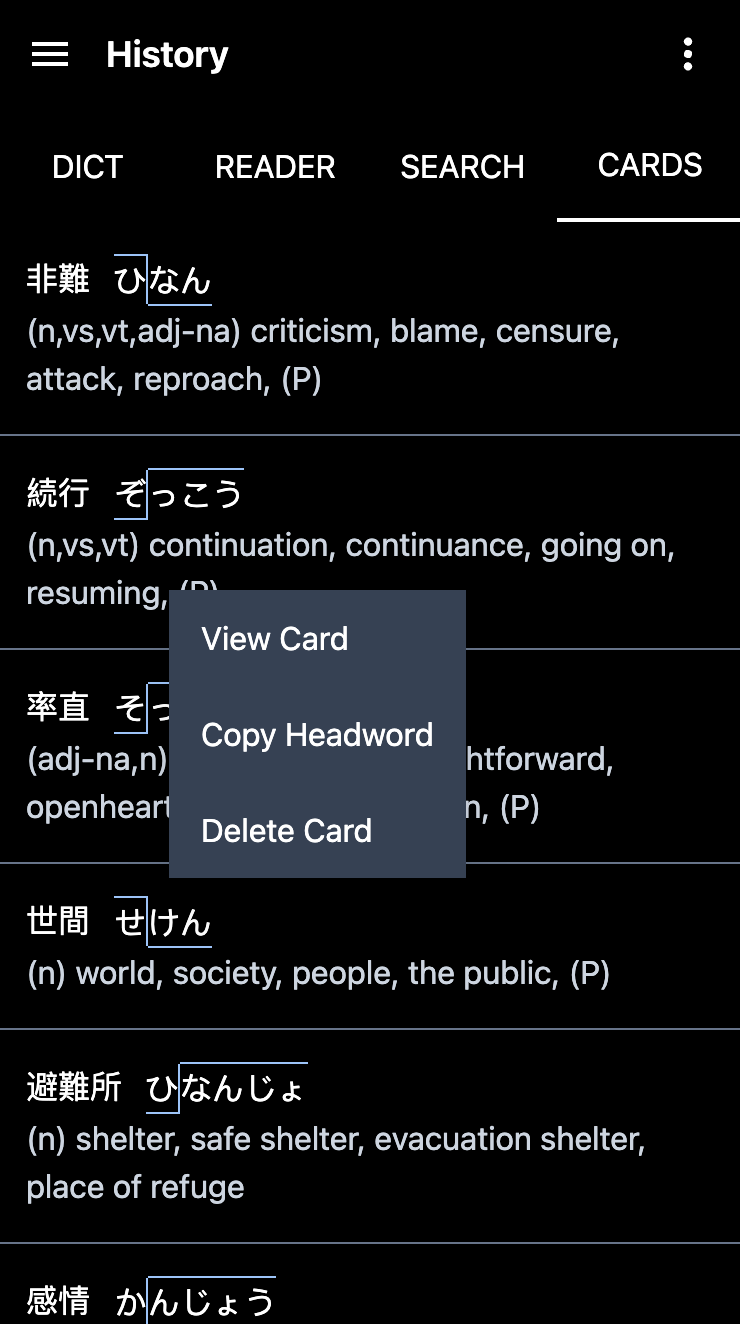 History
DICT READER SEARCH CARDS
非難 ひなん
(n,vs,vt,adj-na) criticism, blame, censure,
attack, reproach, (P)
続行 ぞっこう
(n,vs,vt) continuation, continuance, going on,
resuming, (P)
View Card
Copy Headword
Delete Card
率直 そっ
(adj-na,n) htforward,
openheart n, (P)
世間 せけん
(n) world, society, people, the public, (P)
避難所 ひなんじょ
(n) shelter, safe shelter, evacuation shelter,
place of refuge
感情 かんじょう